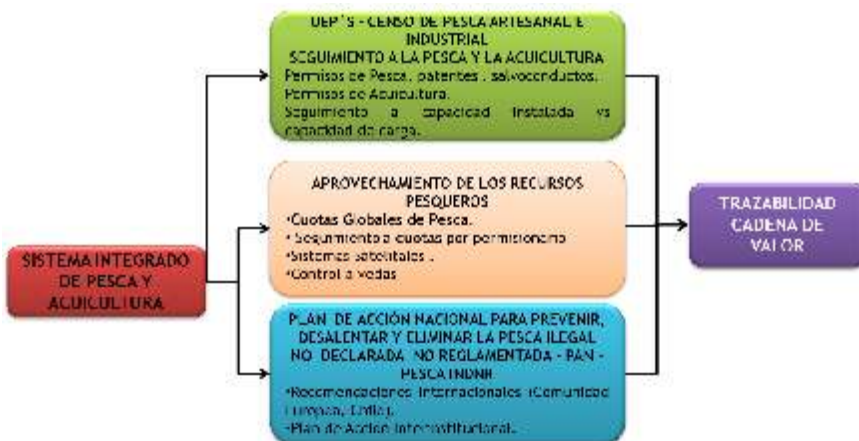 UEP´S - CENSO DE PESCA ARTESANAL E
INDUSTRIAL
SEGUIMIENTO A LA PESCA Y LA ACUICULTURA
Permisos de Pesca, patentes , salvoconductos.
Permisos de Acuicultura.
Seguimiento a capacidad instalada vs
capacidad de carga.
APROVECHAMIENTO DE LOS RECURSOS
PESQUEROS
•Cuotas Globales de Pesca.
• Seguimiento a cuotas por permisionario
•Sistemas Satelitales .
•Control a vedas
TRAZABILIDAD
CADENA DE
VALOR
SISTEMA INTEGRADO
DE PESCA Y
ACUICULTURA
PLAN DE ACCIÓN NACIONAL PARA PREVENIR,
DESALENTAR Y ELIMINAR LA PESCA ILEGAL
NO DECLARADA NO REGLAMENTADA - PAN -
PESCA INDNR
•Recomendaciones Internacionales (Comunidad
Europea,
•Plan de Acción Interinstitucional.